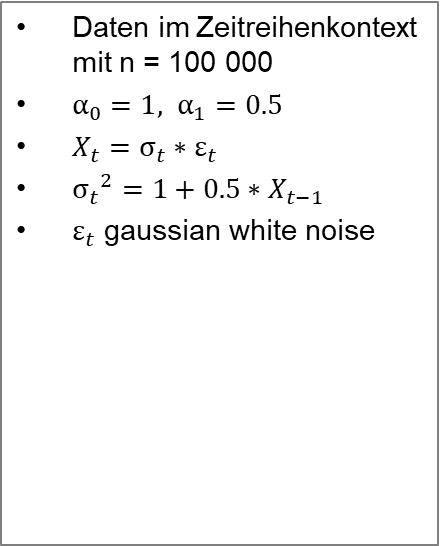 • Daten im Zeitreihenkontext
mit n = 100 000
• α₀ = 1, α₁ = 0.5
• Xₜ = σₜ * εₜ
• σₜ² = 1 + 0.5 * Xₜ₋₁
• εₜ gaussian white noise